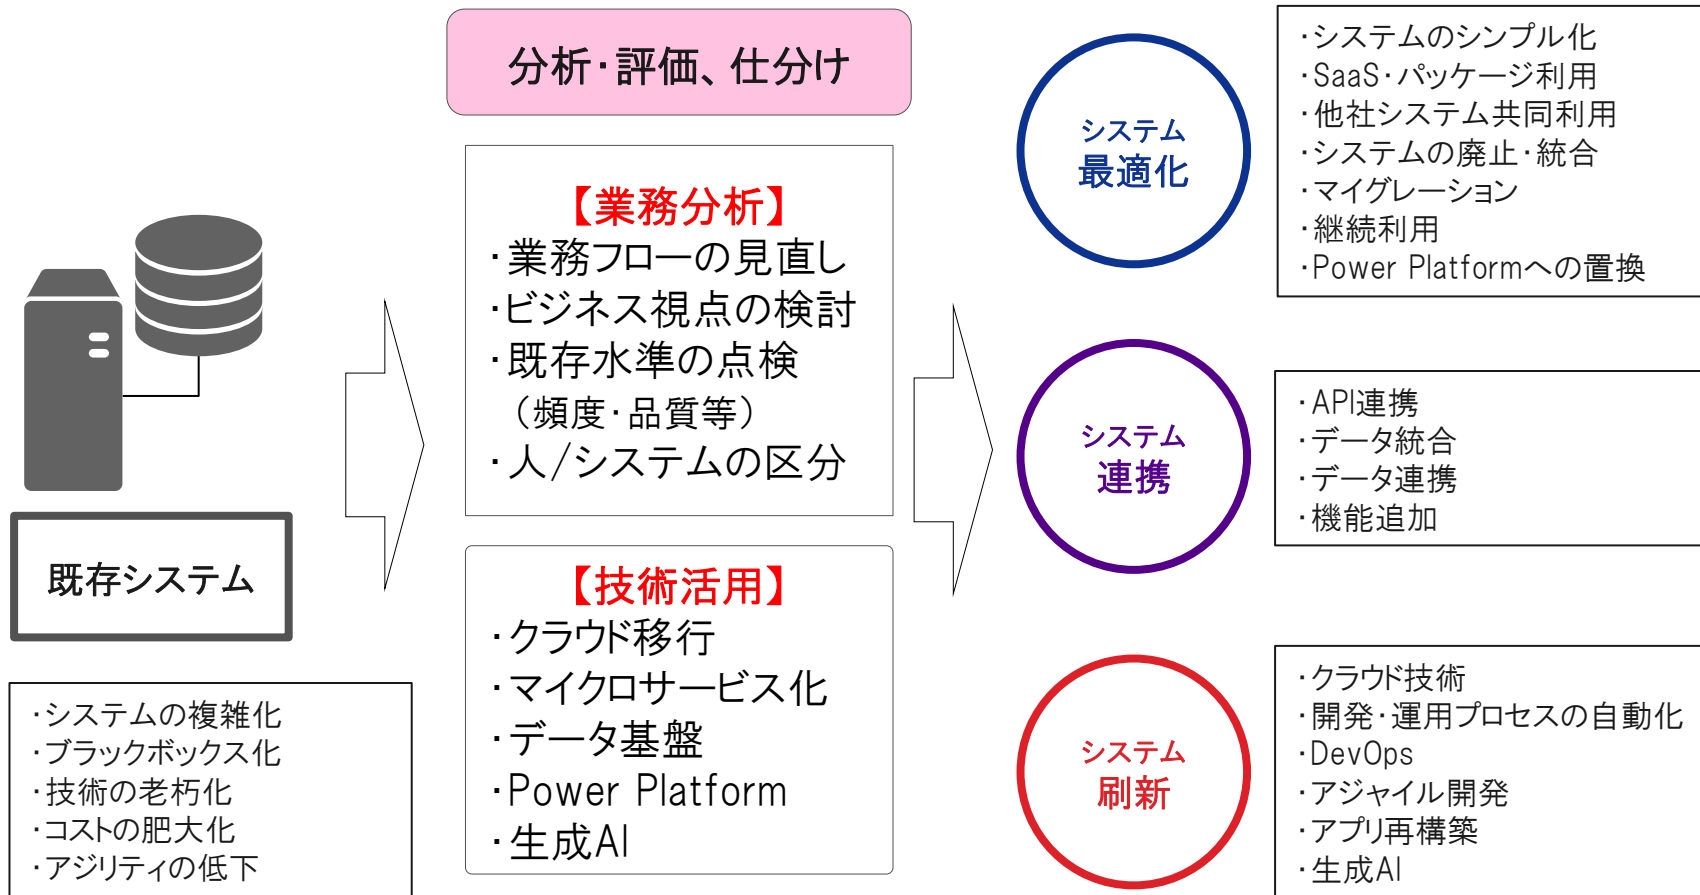 既存システム
・システムの複雑化
・ブラックボックス化
・技術の老朽化
・コストの肥大化
・アジリティの低下
分析・評価、仕分け
【業務分析】
・業務フローの見直し
・ビジネス視点の検討
・既存水準の点検
（頻度・品質等）
・人/システムの区分
【技術活用】
・クラウド移行
・マイクロサービス化
・データ基盤
・Power Platform
・生成AI
システム
最適化
・システムのシンプル化
・SaaS・パッケージ利用
・他社システム共同利用
・システムの廃止・統合
・マイグレーション
・継続利用
・Power Platformへの置換
システム
連携
・API連携
・データ統合
・データ連携
・機能追加
システム
刷新
・クラウド技術
・開発・運用プロセスの自動化
・DevOps
・アジャイル開発
・アプリ再構築
・生成AI